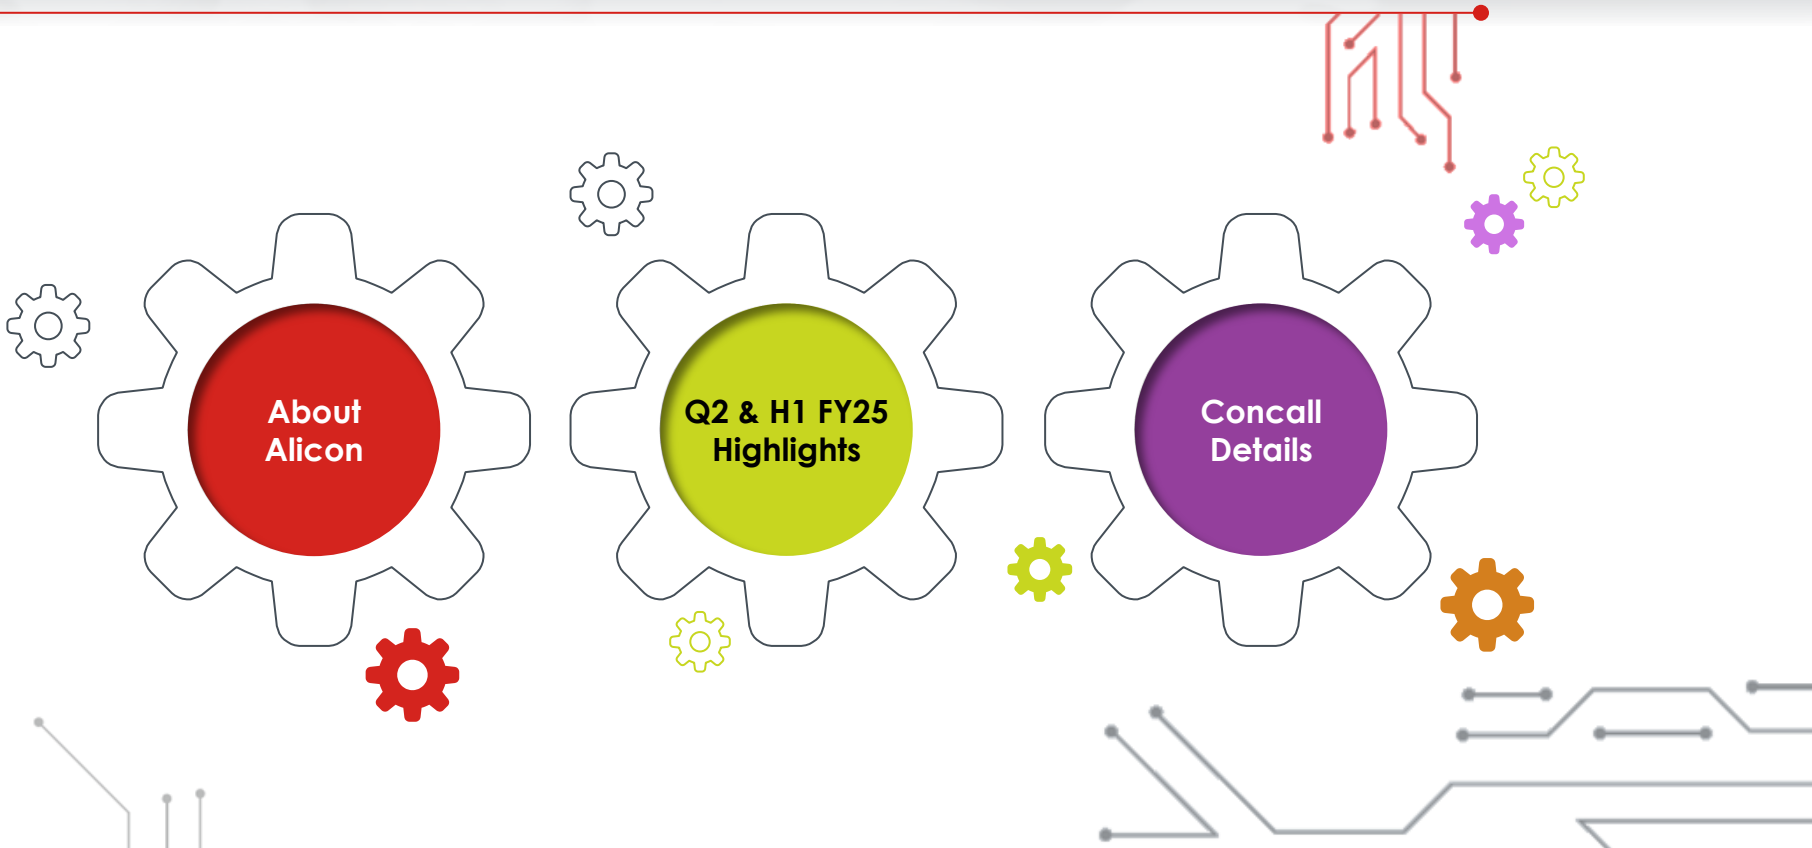 About
Alicon
Q2 & H1 FY25
Highlights
Concall
Details